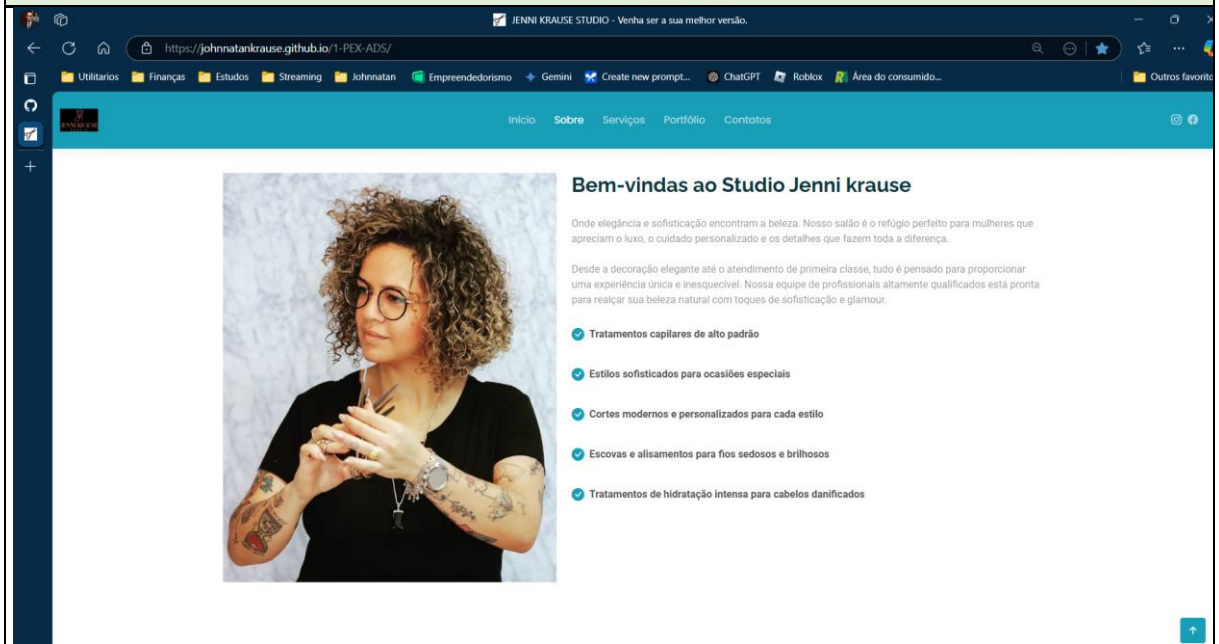 JENNI KRAUSE STUDIO - Venha ser a sua melhor versão.
https://johnnatankrause.github.io/1-PEX-ADS/
Utilitarios Finanças Estudos Streaming Johnnatan Empreendedorismo Gemini Create new prompt... ChatGPT Roblox Área do consumido... Outros favorito
JENNI KRAUSE
Inicio Sobre Serviços Portfólio Contatos
Bem-vindas ao Studio Jenni krause
Onde elegância e sofisticação encontram a beleza. Nosso salão é o refúgio perfeito para mulheres que
apreciam o luxo, o cuidado personalizado e os detalhes que fazem toda a diferença.
Desde a decoração elegante até o atendimento de primeira classe, tudo é pensado para proporcionar
uma experiência única e inesquecível. Nossa equipe de profissionais altamente qualificados está pronta
para realçar sua beleza natural com toques de sofisticação e glamour.
Tratamentos capilares de alto padrão
Estilos sofisticados para ocasiões especiais
Cortes modernos e personalizados para cada estilo
Escovas e alisamentos para fios sedosos e brilhosos
Tratamentos de hidratação intensa para cabelos danificados